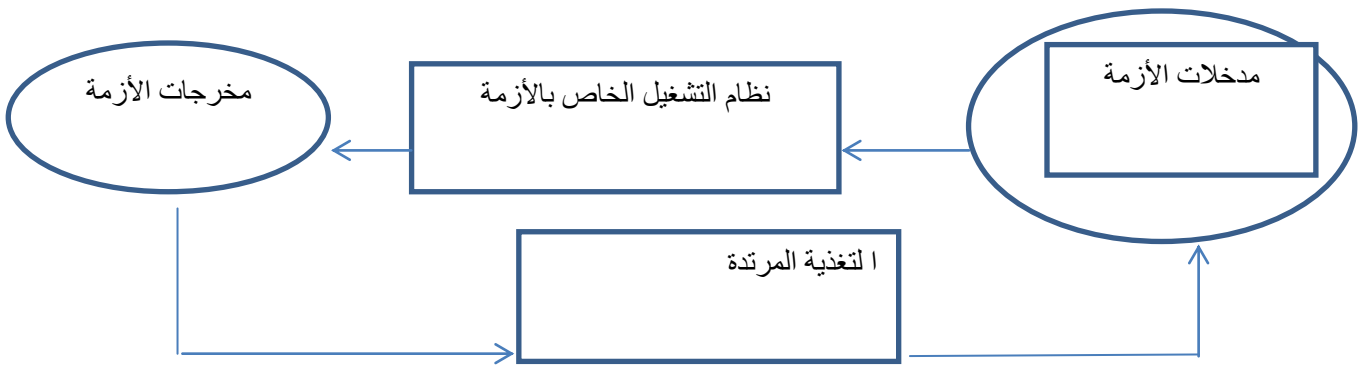 مدخلات الأزمة
نظام التشغيل الخاص بالأزمة
مخرجات الأزمة
ا لتغذية المرتدة